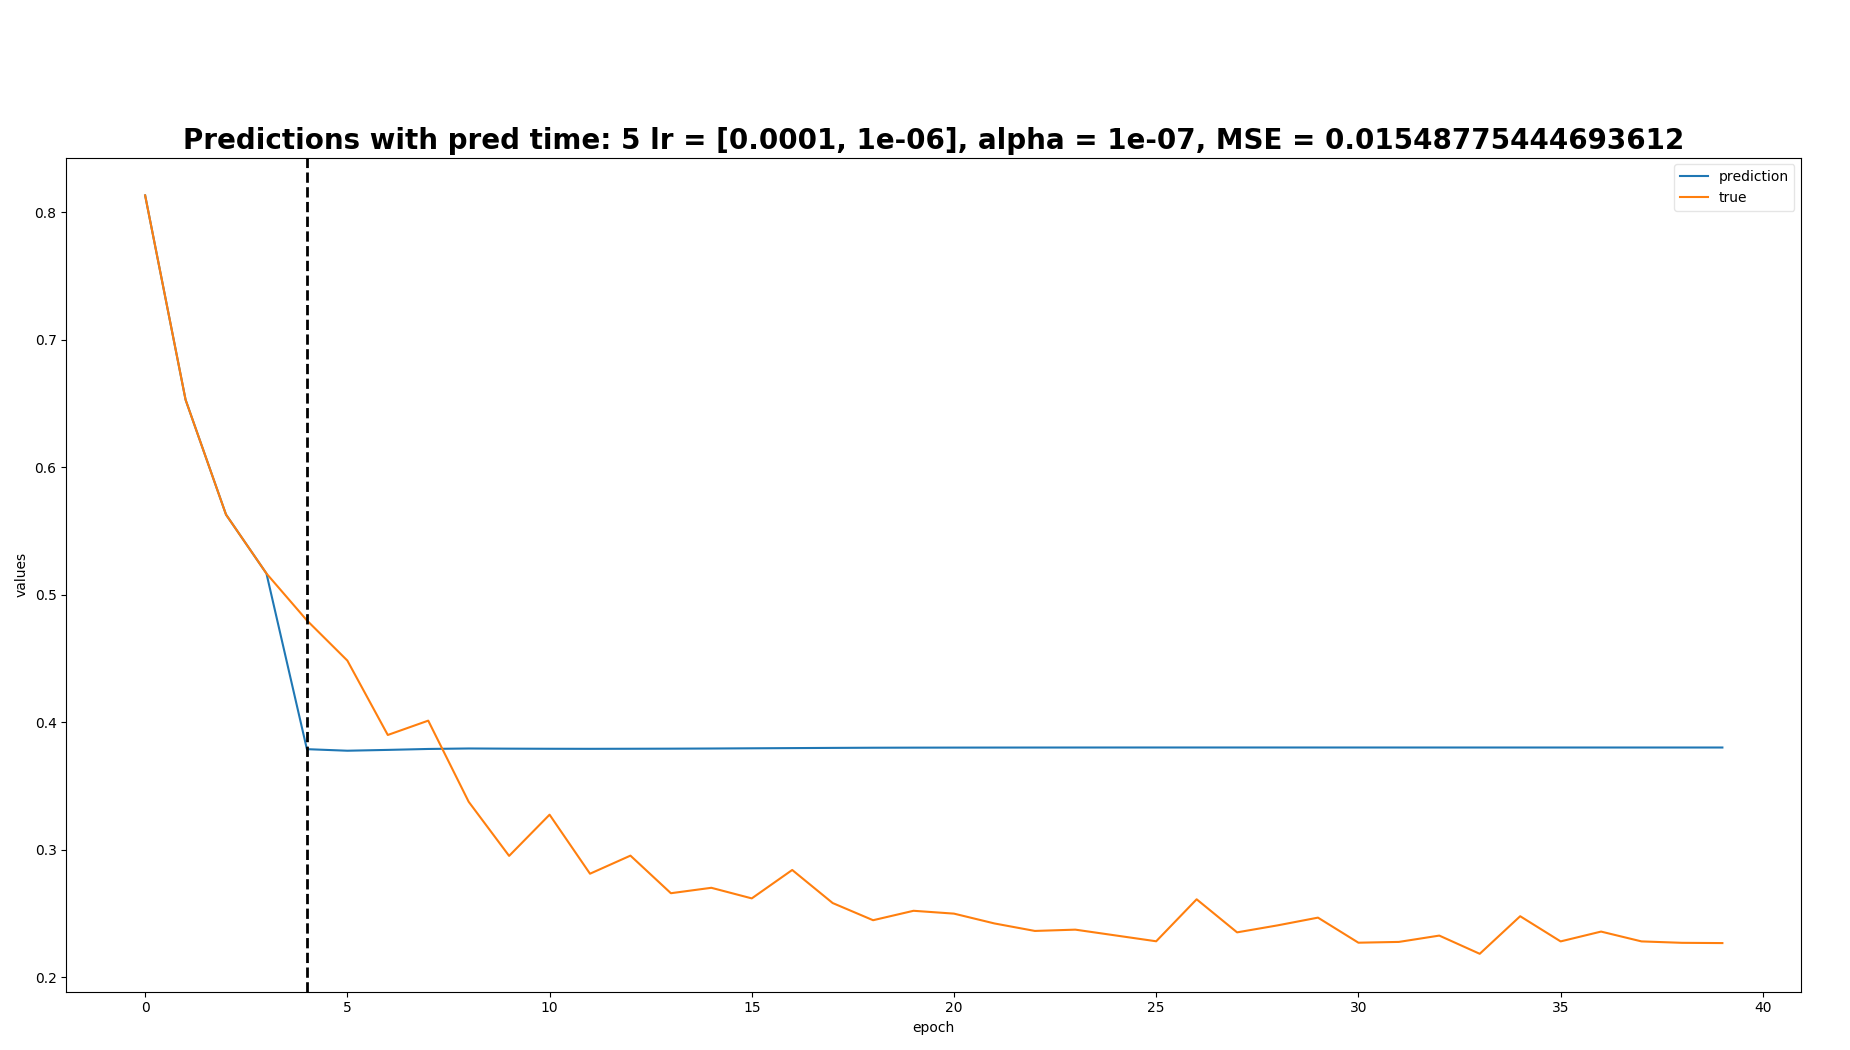 Predictions with pred time: 5 lr = [0.0001, 1e-06], alpha = 1e-07, MSE = 0.01548775444693612
prediction
true
0.8
0.7
0.6
0.5
0.4
0.3
0.2
values
0 5 10 15 20 25 30 35 40
epoch